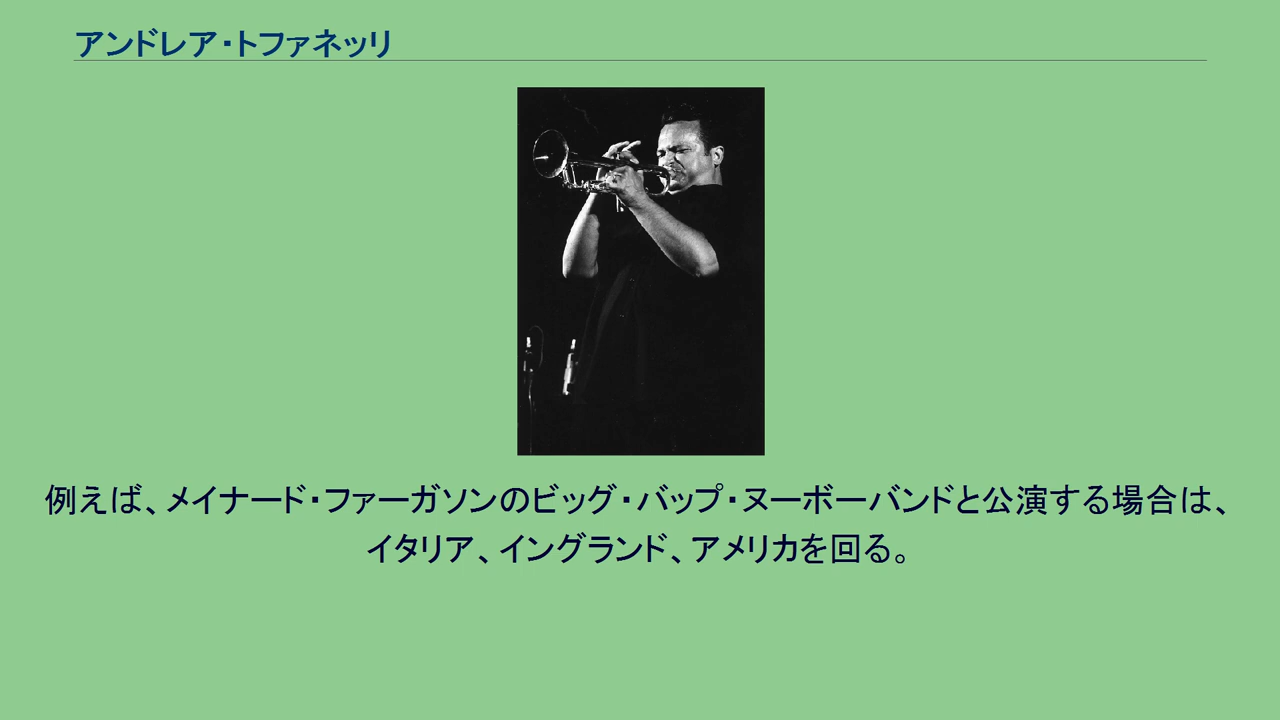 アンドレア・トファネッリ
例えば、メイナード・ファーガソンのビッグ・バップ・ヌーボーバンドと公演する場合は、
イタリア、イングランド、アメリカを回る。